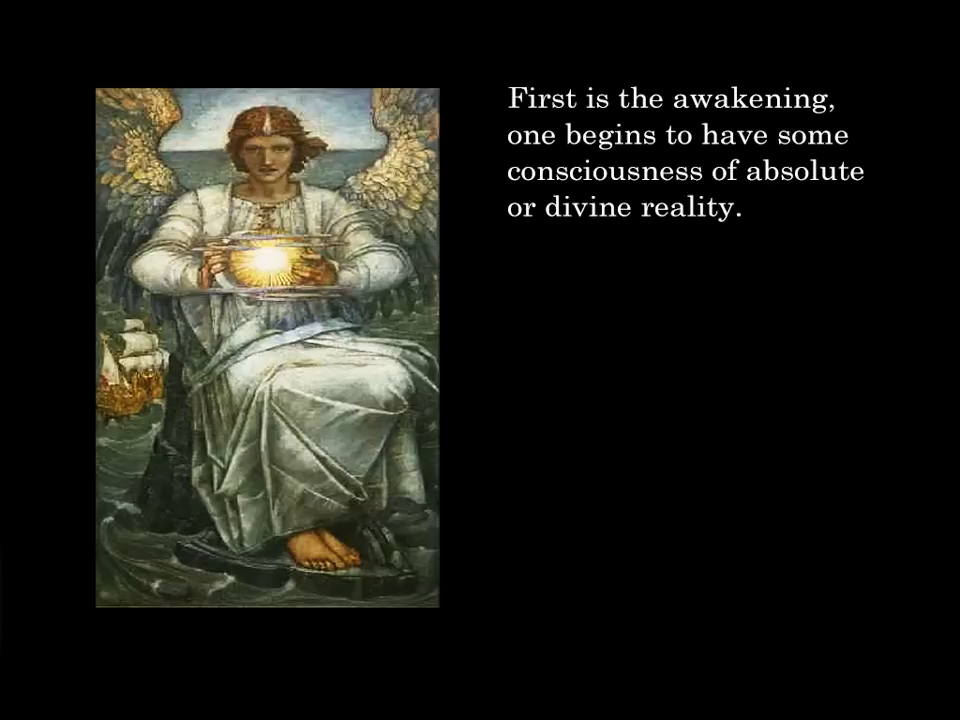 First is the awakening,
one begins to have some
consciousness of absolute
or divine reality.